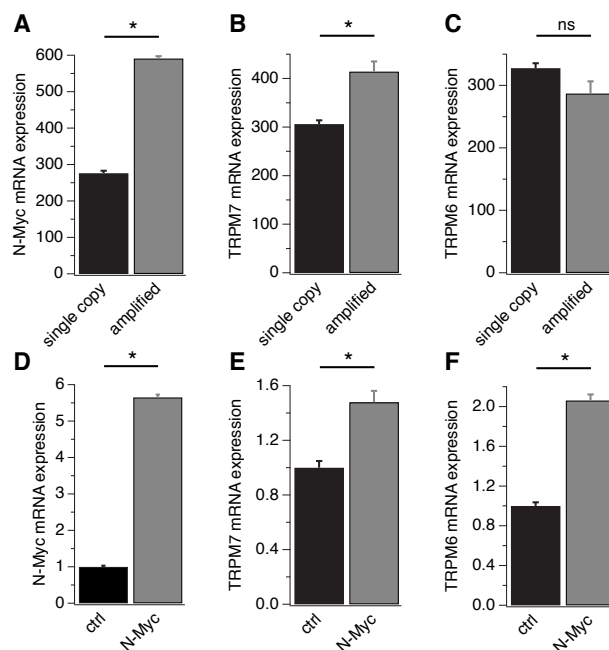 A
*
N-Myc mRNA expression
600
500
400
300
200
100
0
single copy
amplified
B
*
TRPM7 mRNA expression
400
300
200
100
0
single copy
amplified
C
ns
TRPM6 mRNA expression
300
200
100
0
single copy
amplified
D
*
N-Myc mRNA expression
6
5
4
3
2
1
0
ctrl
N-Myc
E
*
TRPM7 mRNA expression
1.6
1.2
0.8
0.4
0.0
ctrl
N-Myc
F
*
TRPM6 mRNA expression
2.0
1.6
1.2
0.8
0.4
0.0
ctrl
N-Myc